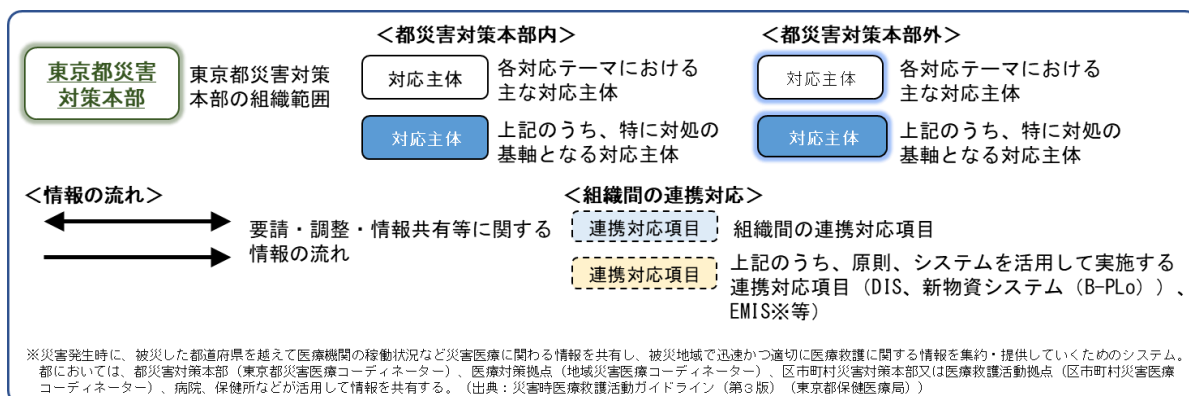 ＜都災害対策本部内＞
＜都災害対策本部外＞
東京都災害
対策本部
東京都災害対策
本部の組織範囲
対応主体
各対応テーマにおける
主な対応主体
対応主体
各対応テーマにおける
主な対応主体
対応主体
上記のうち、特に対処の
基軸となる対応主体
対応主体
上記のうち、特に対処の
基軸となる対応主体
＜情報の流れ＞
要請・調整・情報共有等に関する
情報の流れ
＜組織間の連携対応＞
連携対応項目
組織間の連携対応項目
連携対応項目
上記のうち、原則、システムを活用して実施する
連携対応項目（DIS、新物資システム（B-PLo））、
EMIS※等）
※災害発生時に、被災した都道府県を越えて医療機関の稼働状況など災害医療に関わる情報を共有し、被災地域で迅速かつ適切に医療救護に関する情報を集約・提供していくためのシステム。
都においては、都災害対策本部（東京都災害医療コーディネーター）、医療対策拠点（地域災害医療コーディネーター）、区市町村災害対策本部又は医療救護活動拠点（区市町村災害医療
コーディネーター）、病院、保健所などが活用して情報を共有する。（出典：災害時医療救護活動ガイドライン（第３版）（東京都保健医療局））